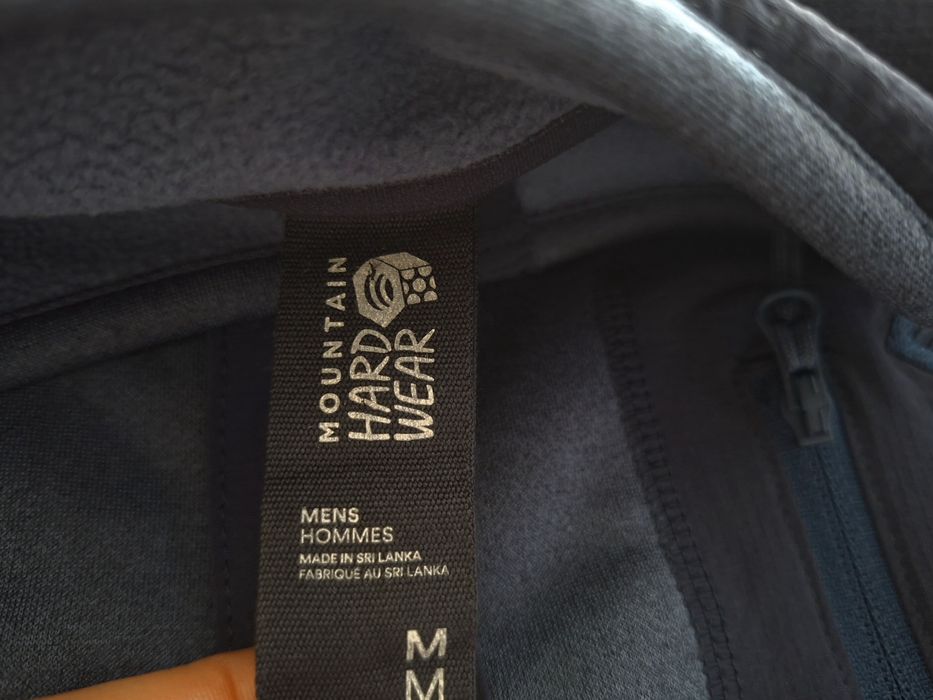 MOUNTAIN
HARD
WEAR
MENS
HOMMES
MADE IN SRI LANKA
FABRIQUÉ AU SRI LANKA
M
M